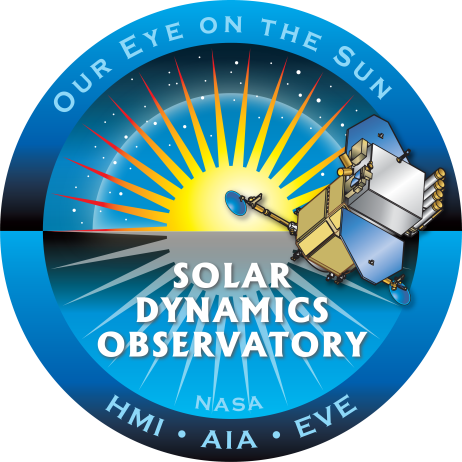 OUR EYE ON THE SUN
SOLAR
DYNAMICS
OBSERVATORY
NASA
HMI • AIA • EVE